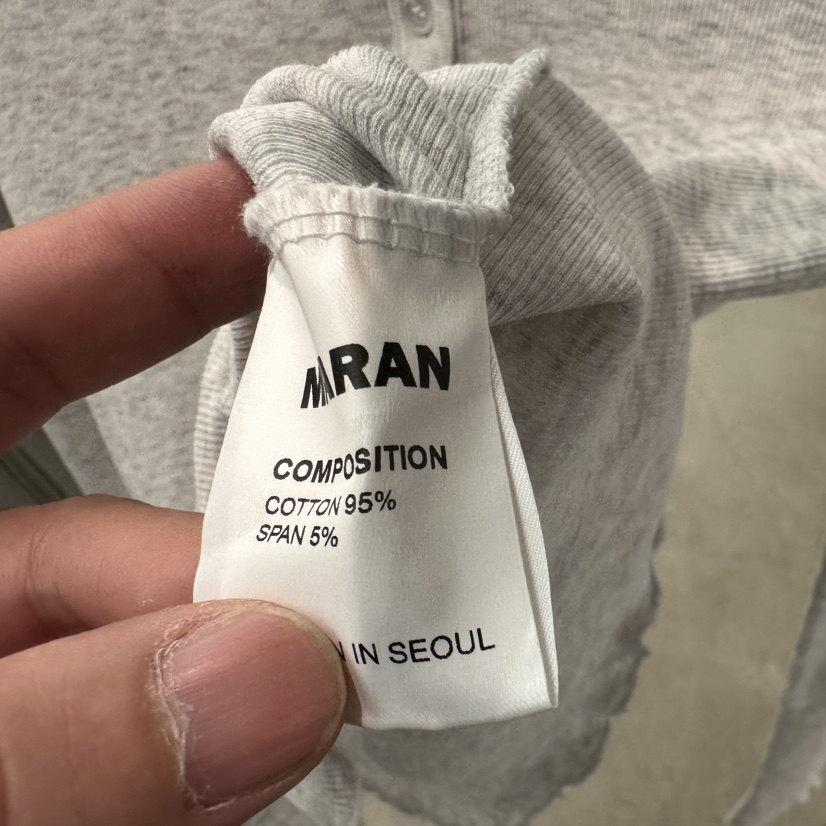 MARAN
COMPOSITION
COTTON 95%
SPAN 5%
IN SEOUL